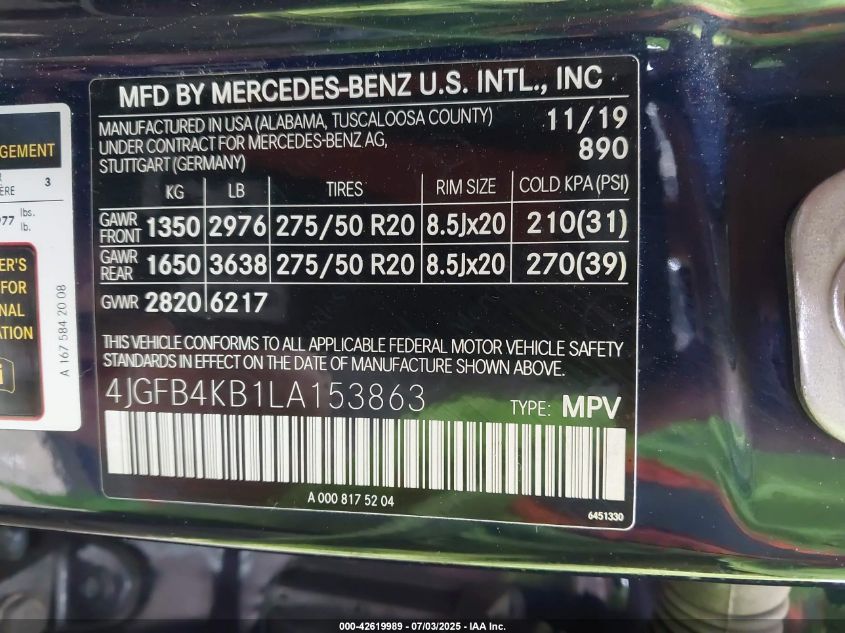 MFD BY MERCEDES-BENZ U.S. INTL., INC
MANUFACTURED IN USA (ALABAMA, TUSCALOOSA COUNTY) 11/19
UNDER CONTRACT FOR MERCEDES-BENZ AG, 890
STUTTGART (GERMANY)
KG LB TIRES RIM SIZE COLD KPA (PSI)
GAWR FRONT 1350 2976 275/50 R20 8.5Jx20 210(31)
GAWR REAR 1650 3638 275/50 R20 8.5Jx20 270(39)
GVWR 2820 6217
THIS VEHICLE CONFORMS TO ALL APPLICABLE FEDERAL MOTOR VEHICLE SAFETY
STANDARDS IN EFFECT ON THE DATE OF MANUFACTURE SHOWN ABOVE.
4JGFB4KB1LA153863 TYPE: MPV
A 000 817 52 04
6451330
3
lbs.
lb.
FOR
A 167 584 20 08
000-42619989 - 07/03/2025 - IAA Inc.